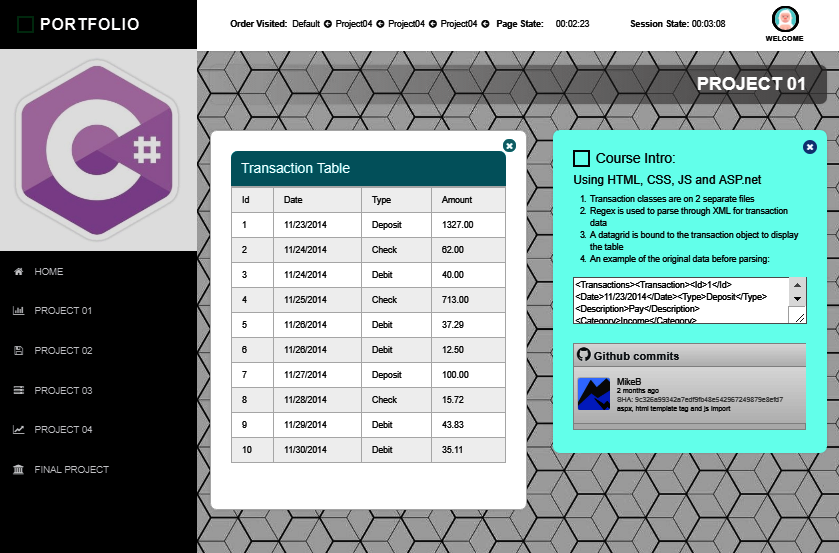 PORTFOLIO
Order Visited: Default Project04 Project04 Project04 Page State: 00:02:23 Session State: 00:03:08
WELCOME
C#
HOME
PROJECT 01
PROJECT 02
PROJECT 03
PROJECT 04
FINAL PROJECT
PROJECT 01
Transaction Table
Id Date Type Amount
1 11/23/2014 Deposit 1327.00
2 11/24/2014 Check 62.00
3 11/24/2014 Debit 40.00
4 11/25/2014 Check 713.00
5 11/26/2014 Debit 37.29
6 11/26/2014 Debit 12.50
7 11/27/2014 Deposit 100.00
8 11/28/2014 Check 15.72
9 11/29/2014 Debit 43.83
10 11/30/2014 Debit 35.11
Course Intro:
Using HTML, CSS, JS and ASP.net
1. Transaction classes are on 2 separate files
2. Regex is used to parse through XML for transaction
data
3. A datagrid is bound to the transaction object to display
the table
4. An example of the original data before parsing:
<Transactions><Transaction><Id>1</Id>
<Date>11/23/2014</Date><Type>Deposit</Type>
<Description>Pay</Description>
<Category>Income</Category>
Github commits
MikeB
2 months ago
SHA: 9c326a99342a7edf9fb48e542967249879e8efd7
aspx, html template tag and js import